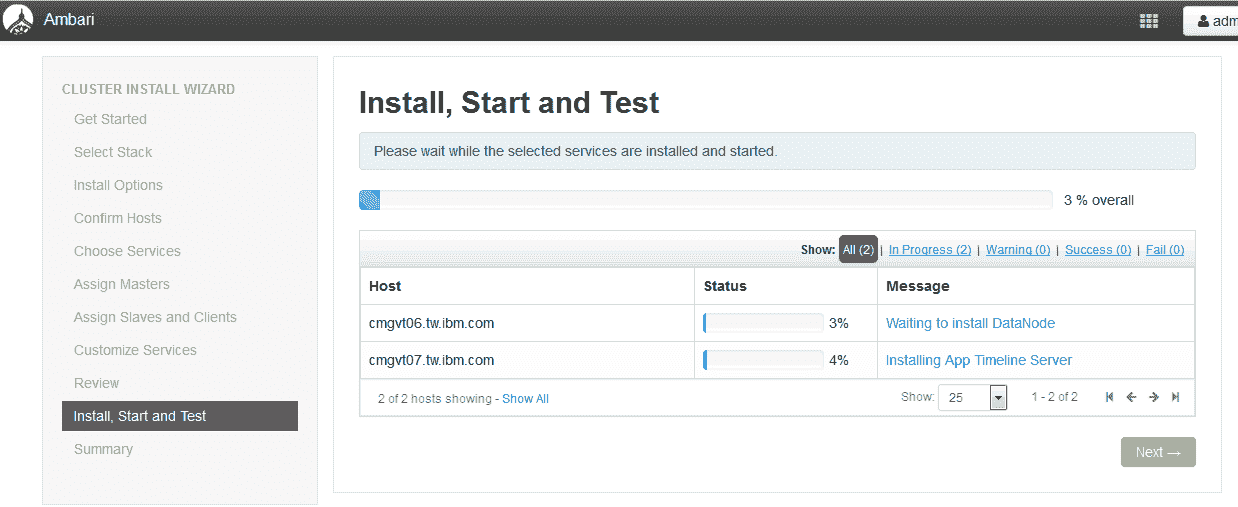 Ambari
adm
CLUSTER INSTALL WIZARD
Get Started
Select Stack
Install Options
Confirm Hosts
Choose Services
Assign Masters
Assign Slaves and Clients
Customize Services
Review
Install, Start and Test
Summary
Install, Start and Test
Please wait while the selected services are installed and started.
3 % overall
Show: All (2) | In Progress (2) | Warning (0) | Success (0) | Fail (0)
Host Status Message
cmgvt06.tw.ibm.com 3% Waiting to install DataNode
cmgvt07.tw.ibm.com 4% Installing App Timeline Server
2 of 2 hosts showing - Show All Show: 25 1 - 2 of 2
Next →